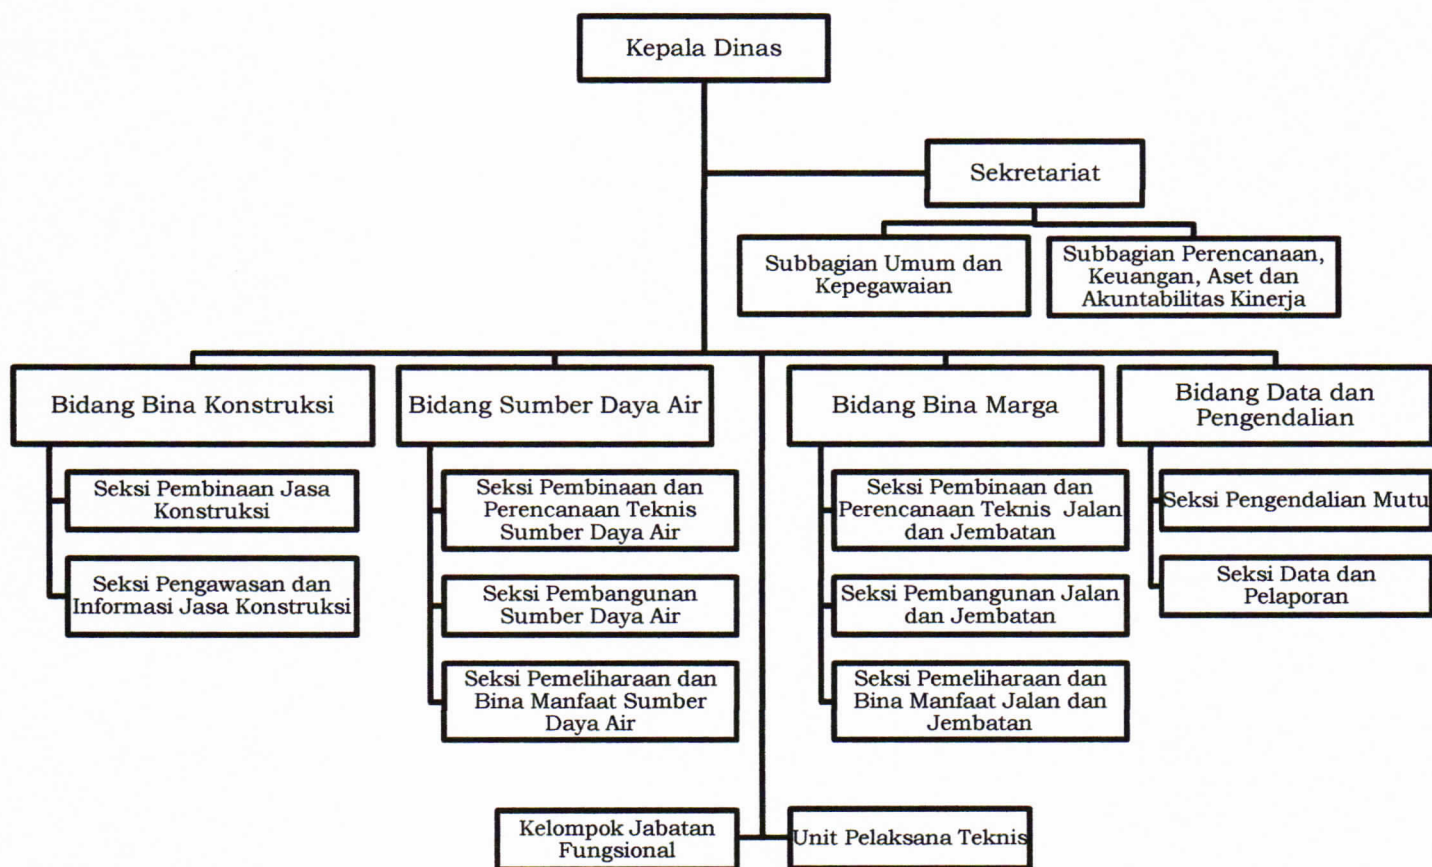 Kepala Dinas
Sekretariat
Subbagian Umum dan
Kepegawaian
Subbagian Perencanaan,
Keuangan, Aset dan
Akuntabilitas Kinerja
Bidang Bina Konstruksi
Seksi Pembinaan Jasa
Konstruksi
Seksi Pengawasan dan
Informasi Jasa Konstruksi
Bidang Sumber Daya Air
Seksi Pembinaan dan
Perencanaan Teknis
Sumber Daya Air
Seksi Pembangunan
Sumber Daya Air
Seksi Pemeliharaan dan
Bina Manfaat Sumber
Daya Air
Bidang Bina Marga
Seksi Pembinaan dan
Perencanaan Teknis Jalan
dan Jembatan
Seksi Pembangunan Jalan
dan Jembatan
Seksi Pemeliharaan dan
Bina Manfaat Jalan dan
Jembatan
Bidang Data dan
Pengendalian
Seksi Pengendalian Mutu
Seksi Data dan
Pelaporan
Kelompok Jabatan
Fungsional
Unit Pelaksana Teknis